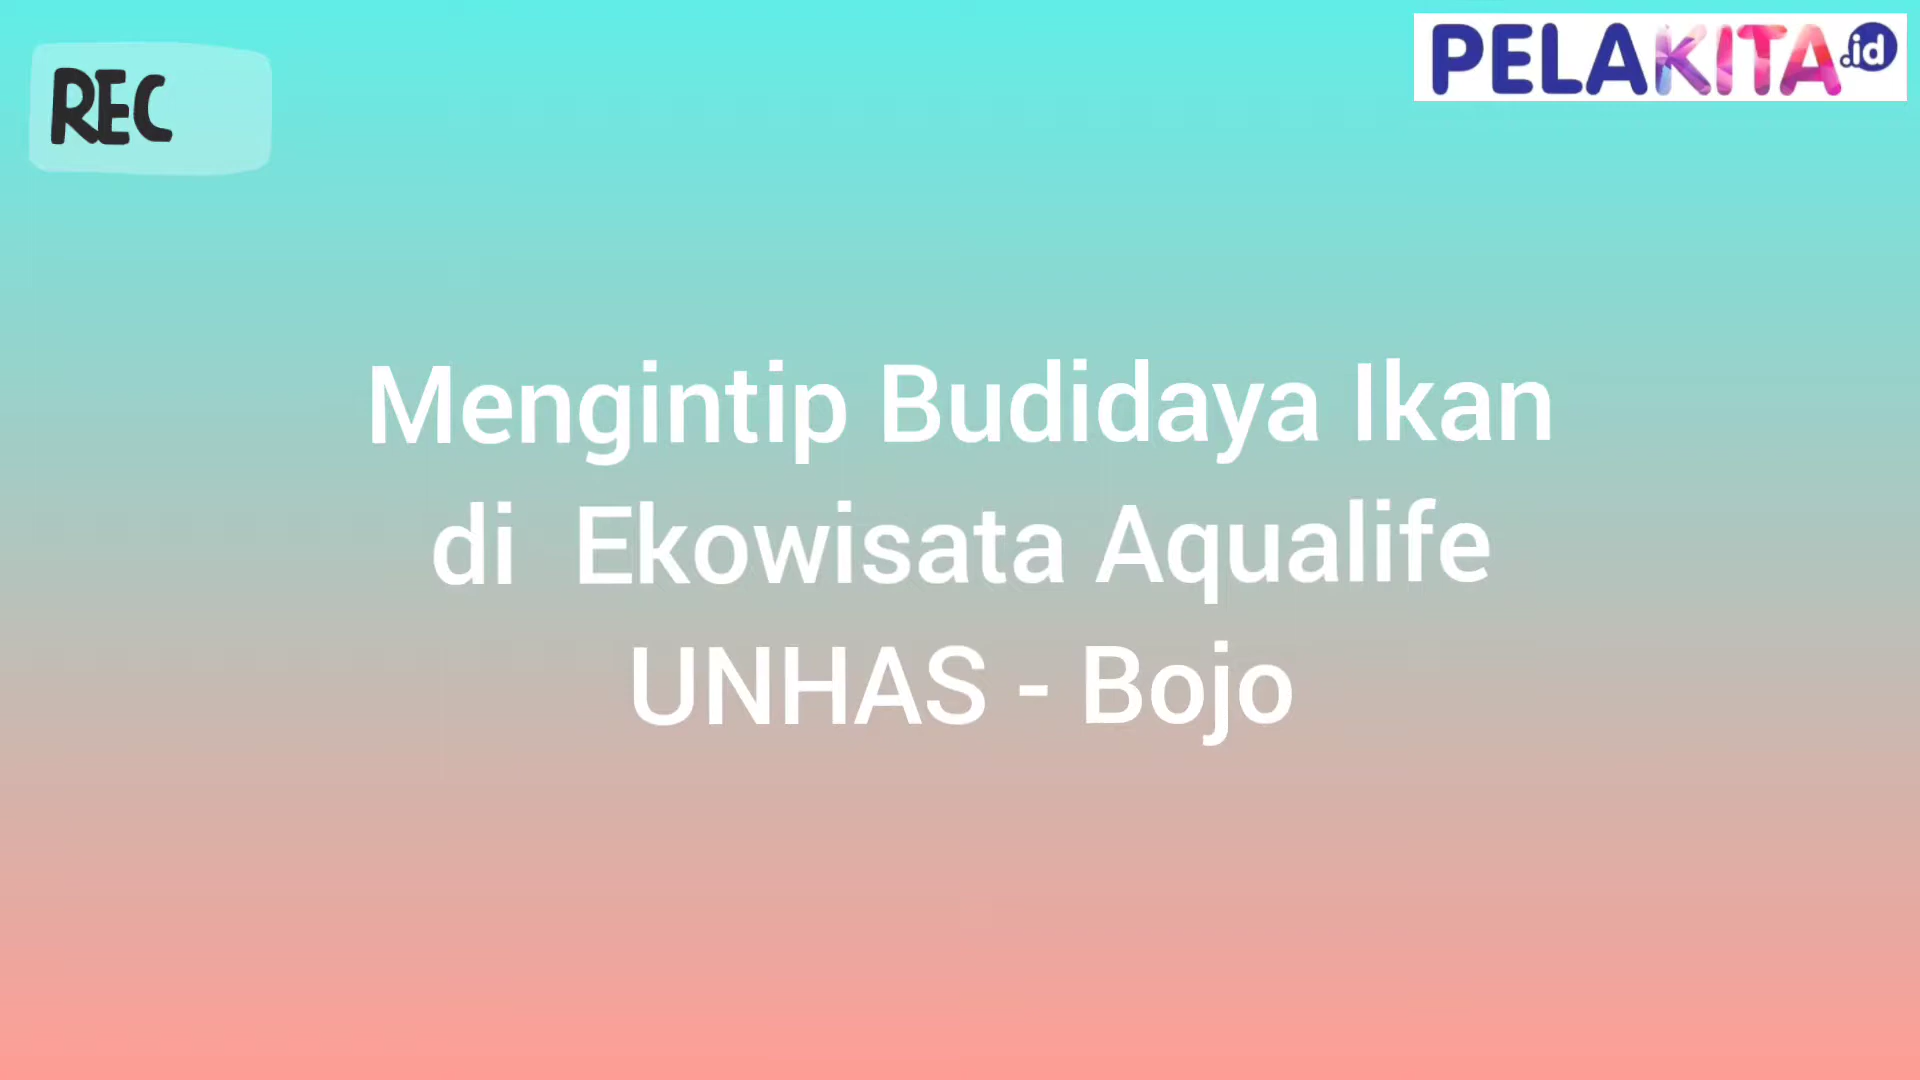 REC
PELAKITA.id
Mengintip Budidaya Ikan
di Ekowisata Aqualife
UNHAS - Bojo